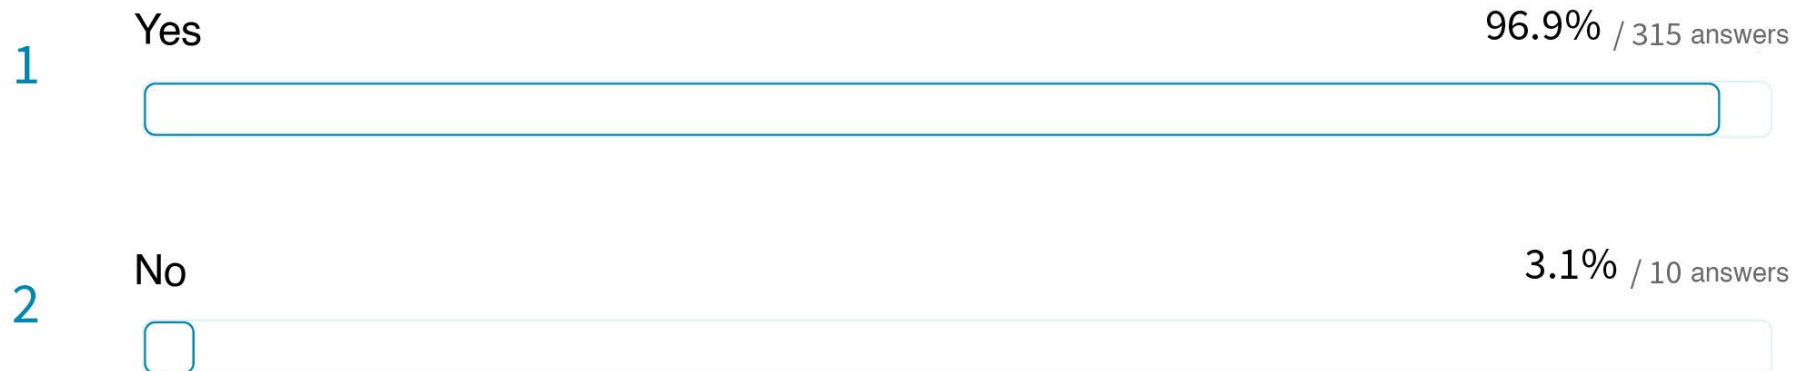 1
Yes
96.9% / 315 answers
2
No
3.1% / 10 answers